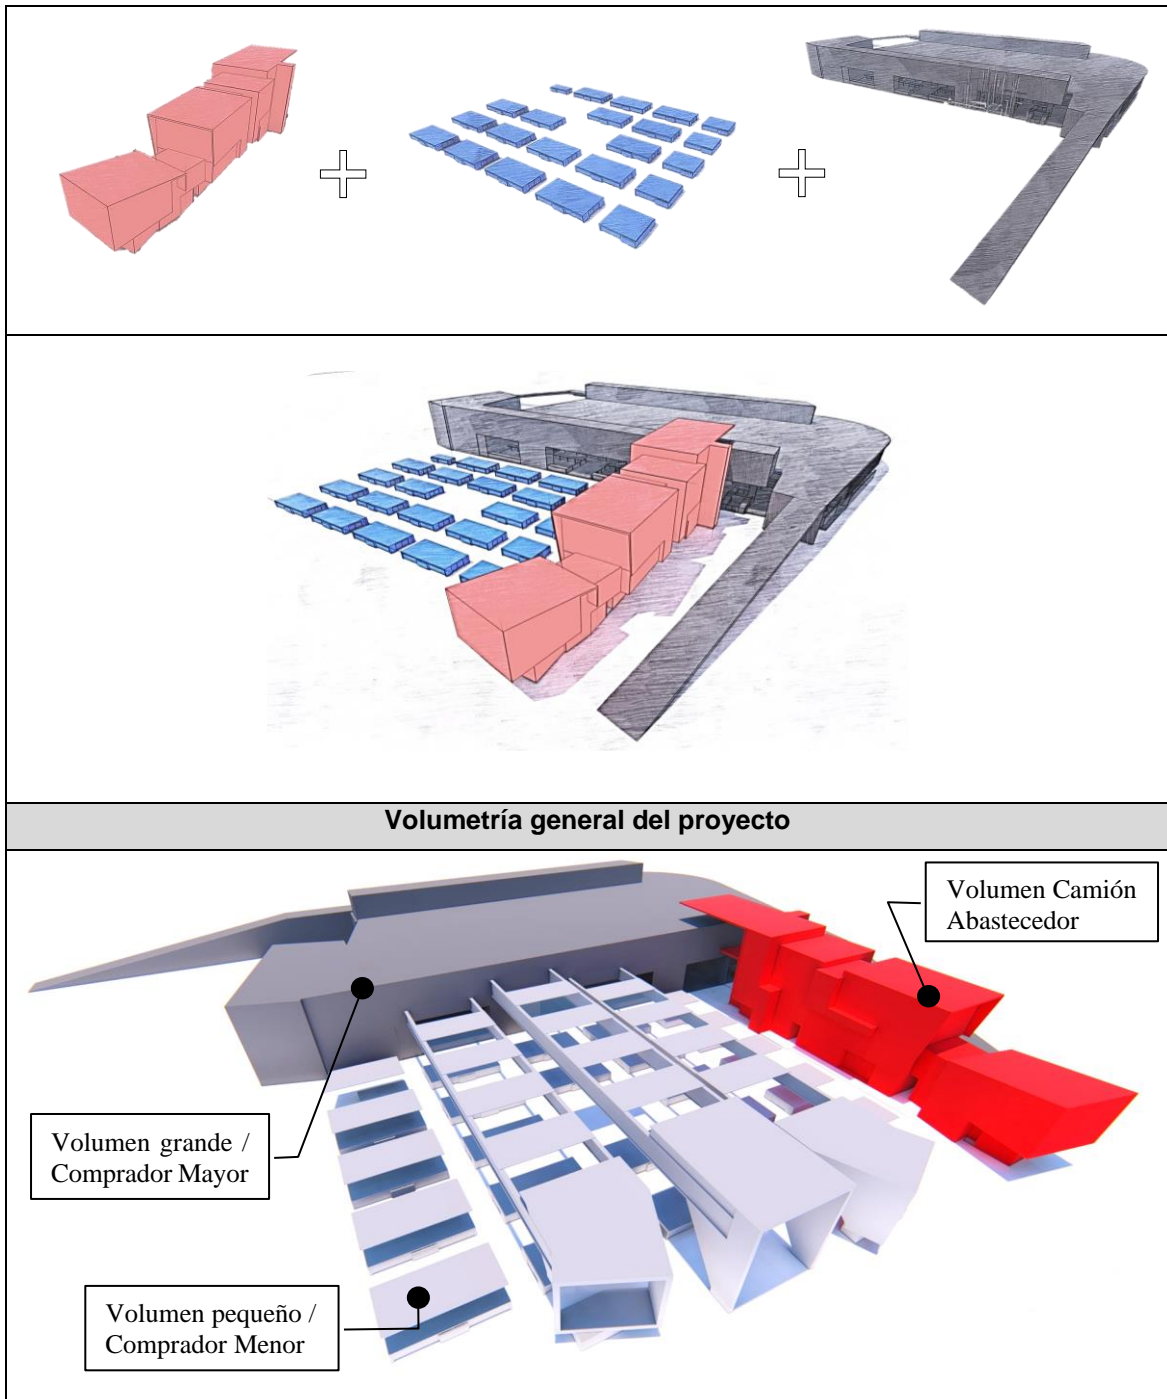 Volumetría general del proyecto
Volumen Camión
Abastecedor
Volumen grande /
Comprador Mayor
Volumen pequeño /
Comprador Menor